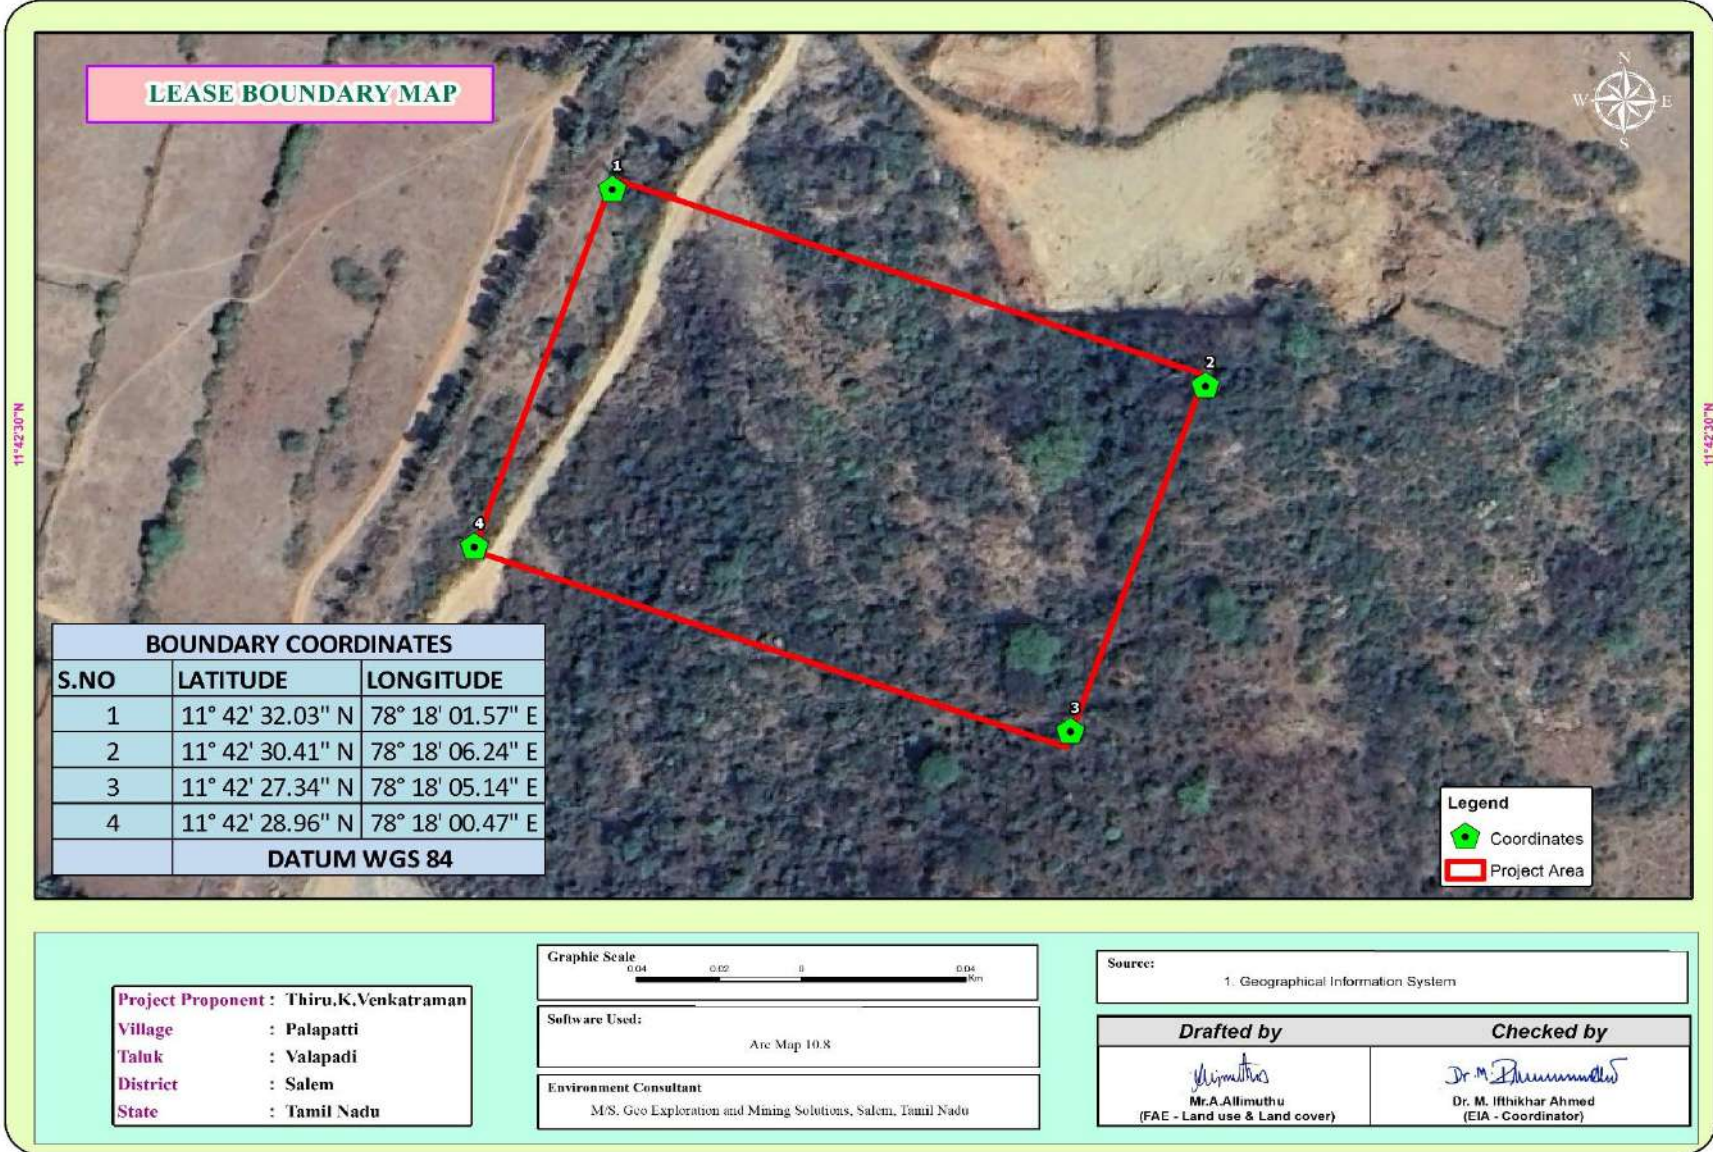 LEASE BOUNDARY MAP
N
W E
S
1
2
3
4
11°42'30"N
11°42'30"N
BOUNDARY COORDINATES
S.NO LATITUDE LONGITUDE
1 11° 42' 32.03" N 78° 18' 01.57" E
2 11° 42' 30.41" N 78° 18' 06.24" E
3 11° 42' 27.34" N 78° 18' 05.14" E
4 11° 42' 28.96" N 78° 18' 00.47" E
DATUM WGS 84
Legend
Coordinates
Project Area
Project Proponent : Thiru.K.Venkatraman
Village : Palapatti
Taluk : Valapadi
District : Salem
State : Tamil Nadu
Graphic Scale
0.04 0.02 0 0.04
Km
Software Used:
Arc Map 10.8
Environment Consultant
M/S. Geo Exploration and Mining Solutions, Salem, Tamil Nadu
Source:
1. Geographical Information System
Drafted by Checked by
Dr. M.
Mr.A.Allimuthu
(FAE - Land use & Land cover)
Dr. M. Ifthikhar Ahmed
(EIA - Coordinator)